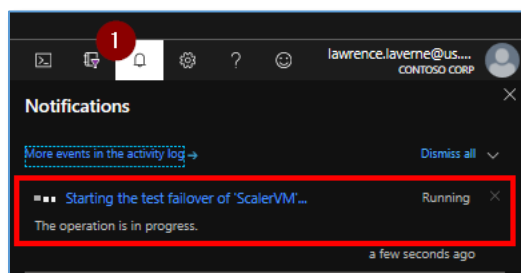 1
lawrence.laverne@us....
CONTOSO CORP
Notifications
More events in the activity log →
Dismiss all
Starting the test failover of 'ScalerVM'...
Running
The operation is in progress.
a few seconds ago